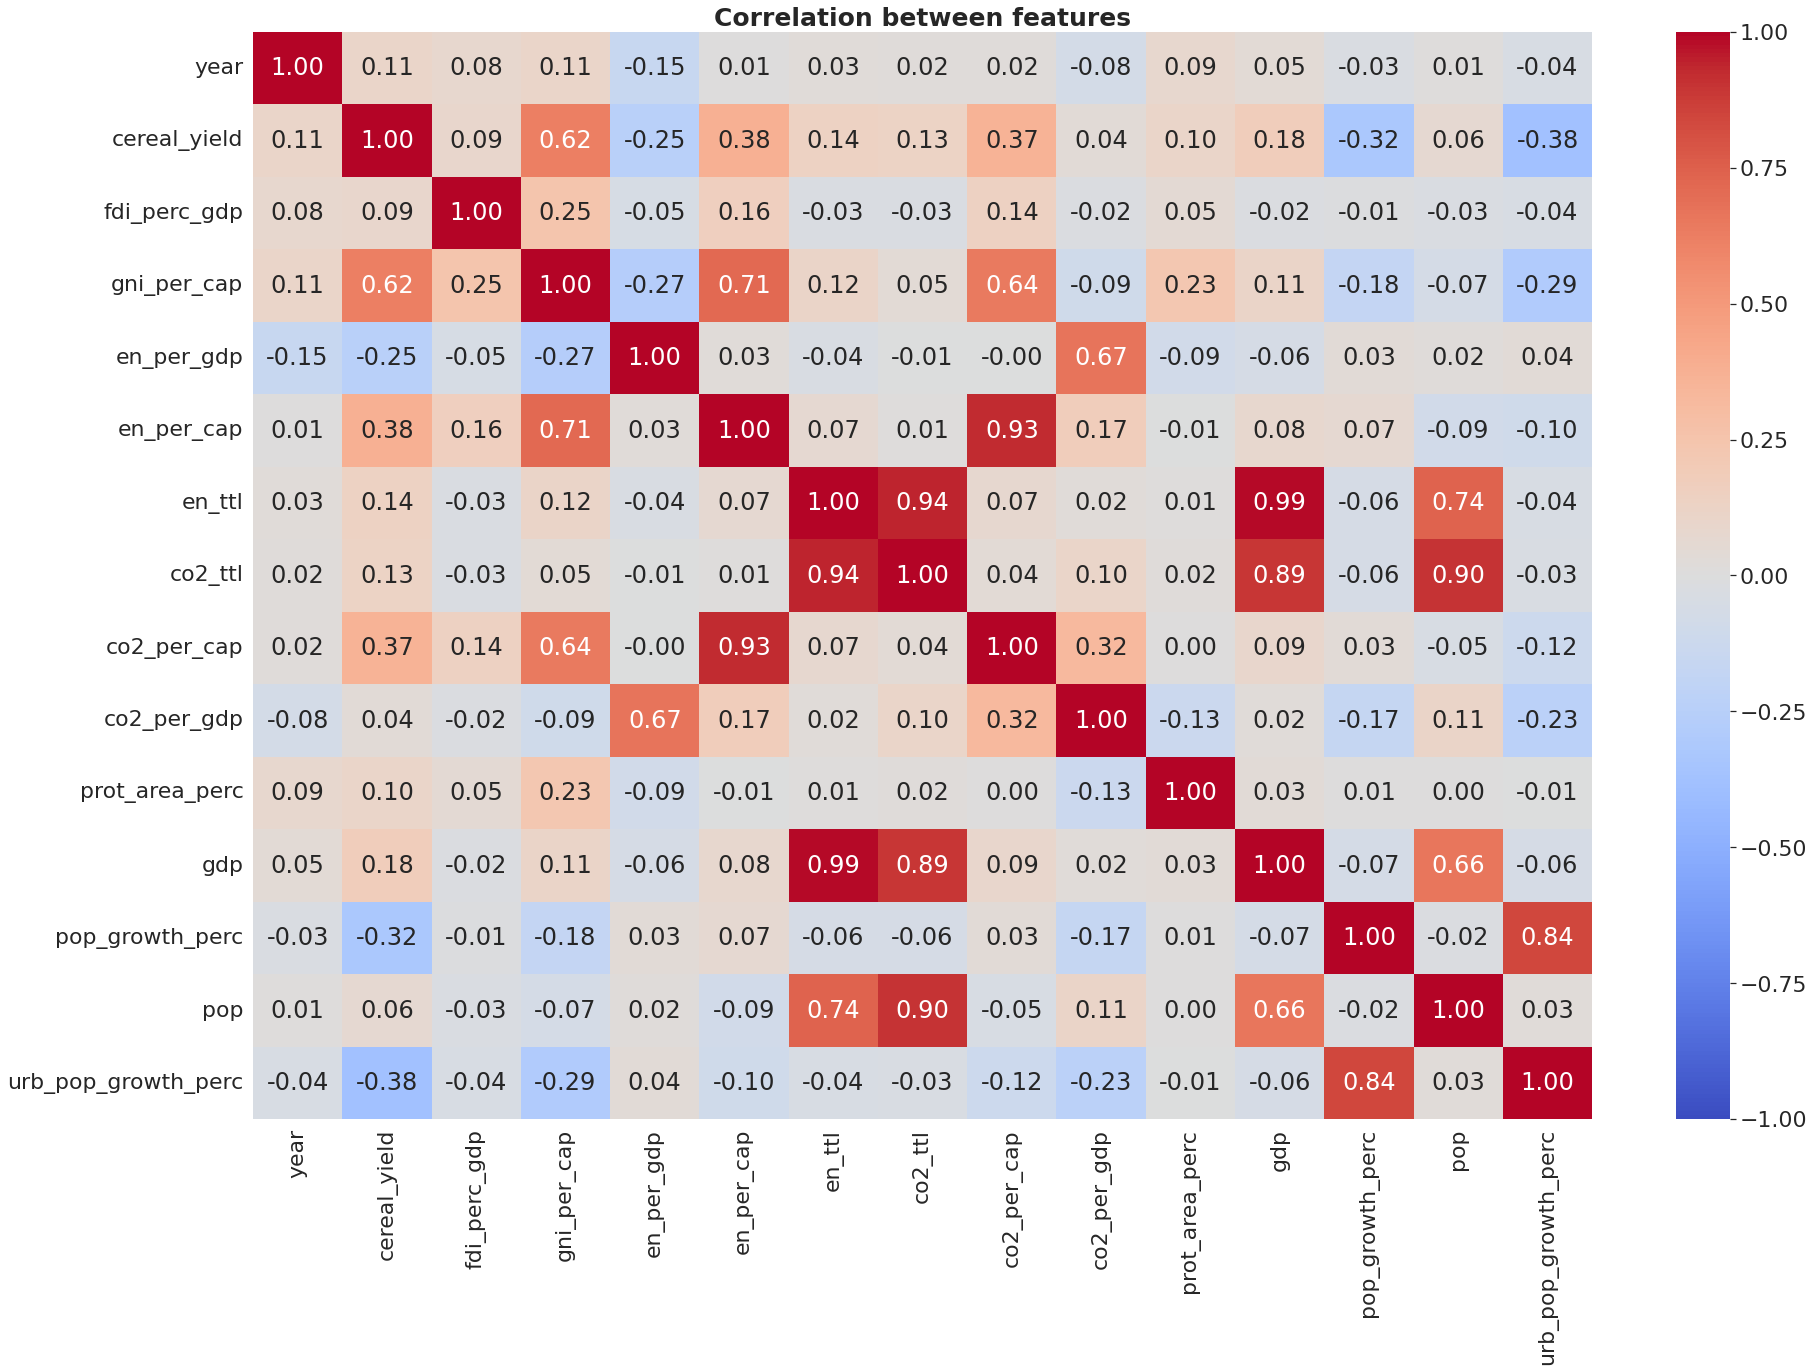 Correlation between features
year 1.00 0.11 0.08 0.11 -0.15 0.01 0.03 0.02 0.02 -0.08 0.09 0.05 -0.03 0.01 -0.04
cereal_yield 0.11 1.00 0.09 0.62 -0.25 0.38 0.14 0.13 0.37 0.04 0.10 0.18 -0.32 0.06 -0.38
fdi_perc_gdp 0.08 0.09 1.00 0.25 -0.05 0.16 -0.03 -0.03 0.14 -0.02 0.05 -0.02 -0.01 -0.03 -0.04
gni_per_cap 0.11 0.62 0.25 1.00 -0.27 0.71 0.12 0.05 0.64 -0.09 0.23 0.11 -0.18 -0.07 -0.29
en_per_gdp -0.15 -0.25 -0.05 -0.27 1.00 0.03 -0.04 -0.01 -0.00 0.67 -0.09 -0.06 0.03 0.02 0.04
en_per_cap 0.01 0.38 0.16 0.71 0.03 1.00 0.07 0.01 0.93 0.17 -0.01 0.08 0.07 -0.09 -0.10
en_ttl 0.03 0.14 -0.03 0.12 -0.04 0.07 1.00 0.94 0.07 0.02 0.01 0.99 -0.06 0.74 -0.04
co2_ttl 0.02 0.13 -0.03 0.05 -0.01 0.01 0.94 1.00 0.04 0.10 0.02 0.89 -0.06 0.90 -0.03
co2_per_cap 0.02 0.37 0.14 0.64 -0.00 0.93 0.07 0.04 1.00 0.32 0.00 0.09 0.03 -0.05 -0.12
co2_per_gdp -0.08 0.04 -0.02 -0.09 0.67 0.17 0.02 0.10 0.32 1.00 -0.13 0.02 -0.17 0.11 -0.23
prot_area_perc 0.09 0.10 0.05 0.23 -0.09 -0.01 0.01 0.02 0.00 -0.13 1.00 0.03 0.01 0.00 -0.01
gdp 0.05 0.18 -0.02 0.11 -0.06 0.08 0.99 0.89 0.09 0.02 0.03 1.00 -0.07 0.66 -0.06
pop_growth_perc -0.03 -0.32 -0.01 -0.18 0.03 0.07 -0.06 -0.06 0.03 -0.17 0.01 -0.07 1.00 -0.02 0.84
pop 0.01 0.06 -0.03 -0.07 0.02 -0.09 0.74 0.90 -0.05 0.11 0.00 0.66 -0.02 1.00 0.03
urb_pop_growth_perc -0.04 -0.38 -0.04 -0.29 0.04 -0.10 -0.04 -0.03 -0.12 -0.23 -0.01 -0.06 0.84 0.03 1.00
year
cereal_yield
fdi_perc_gdp
gni_per_cap
en_per_gdp
en_per_cap
en_ttl
co2_ttl
co2_per_cap
co2_per_gdp
prot_area_perc
gdp
pop_growth_perc
pop
urb_pop_growth_perc
1.00
0.75
0.50
0.25
0.00
−0.25
−0.50
−0.75
−1.00